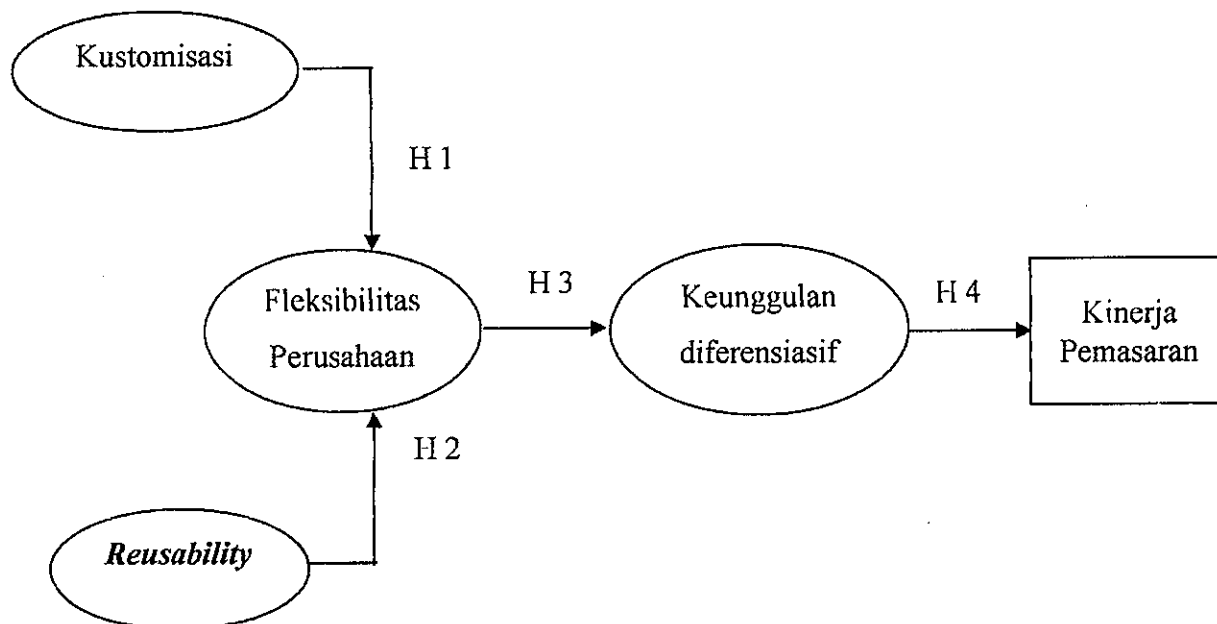 Kustomisasi
H 1
Fleksibilitas
Perusahaan
H 3
Keunggulan
diferensiasif
H 4
Kinerja
Pemasaran
H 2
Reusability